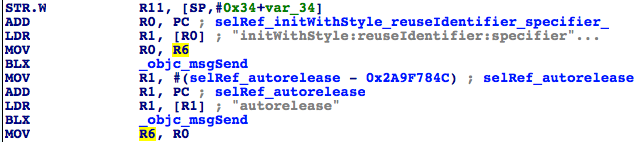 STR.W R11, [SP,#0x34+var_34]
ADD R0, PC ; selRef_initWithStyle_reuseIdentifier_specifier_
LDR R1, [R0] ; "initWithStyle:reuseIdentifier:specifier"...
MOV R0, R6
BLX _objc_msgSend
MOV R1, #(selRef_autorelease - 0x2A9F784C) ; selRef_autorelease
ADD R1, PC ; selRef_autorelease
LDR R1, [R1] ; "autorelease"
BLX _objc_msgSend
MOV R6, R0